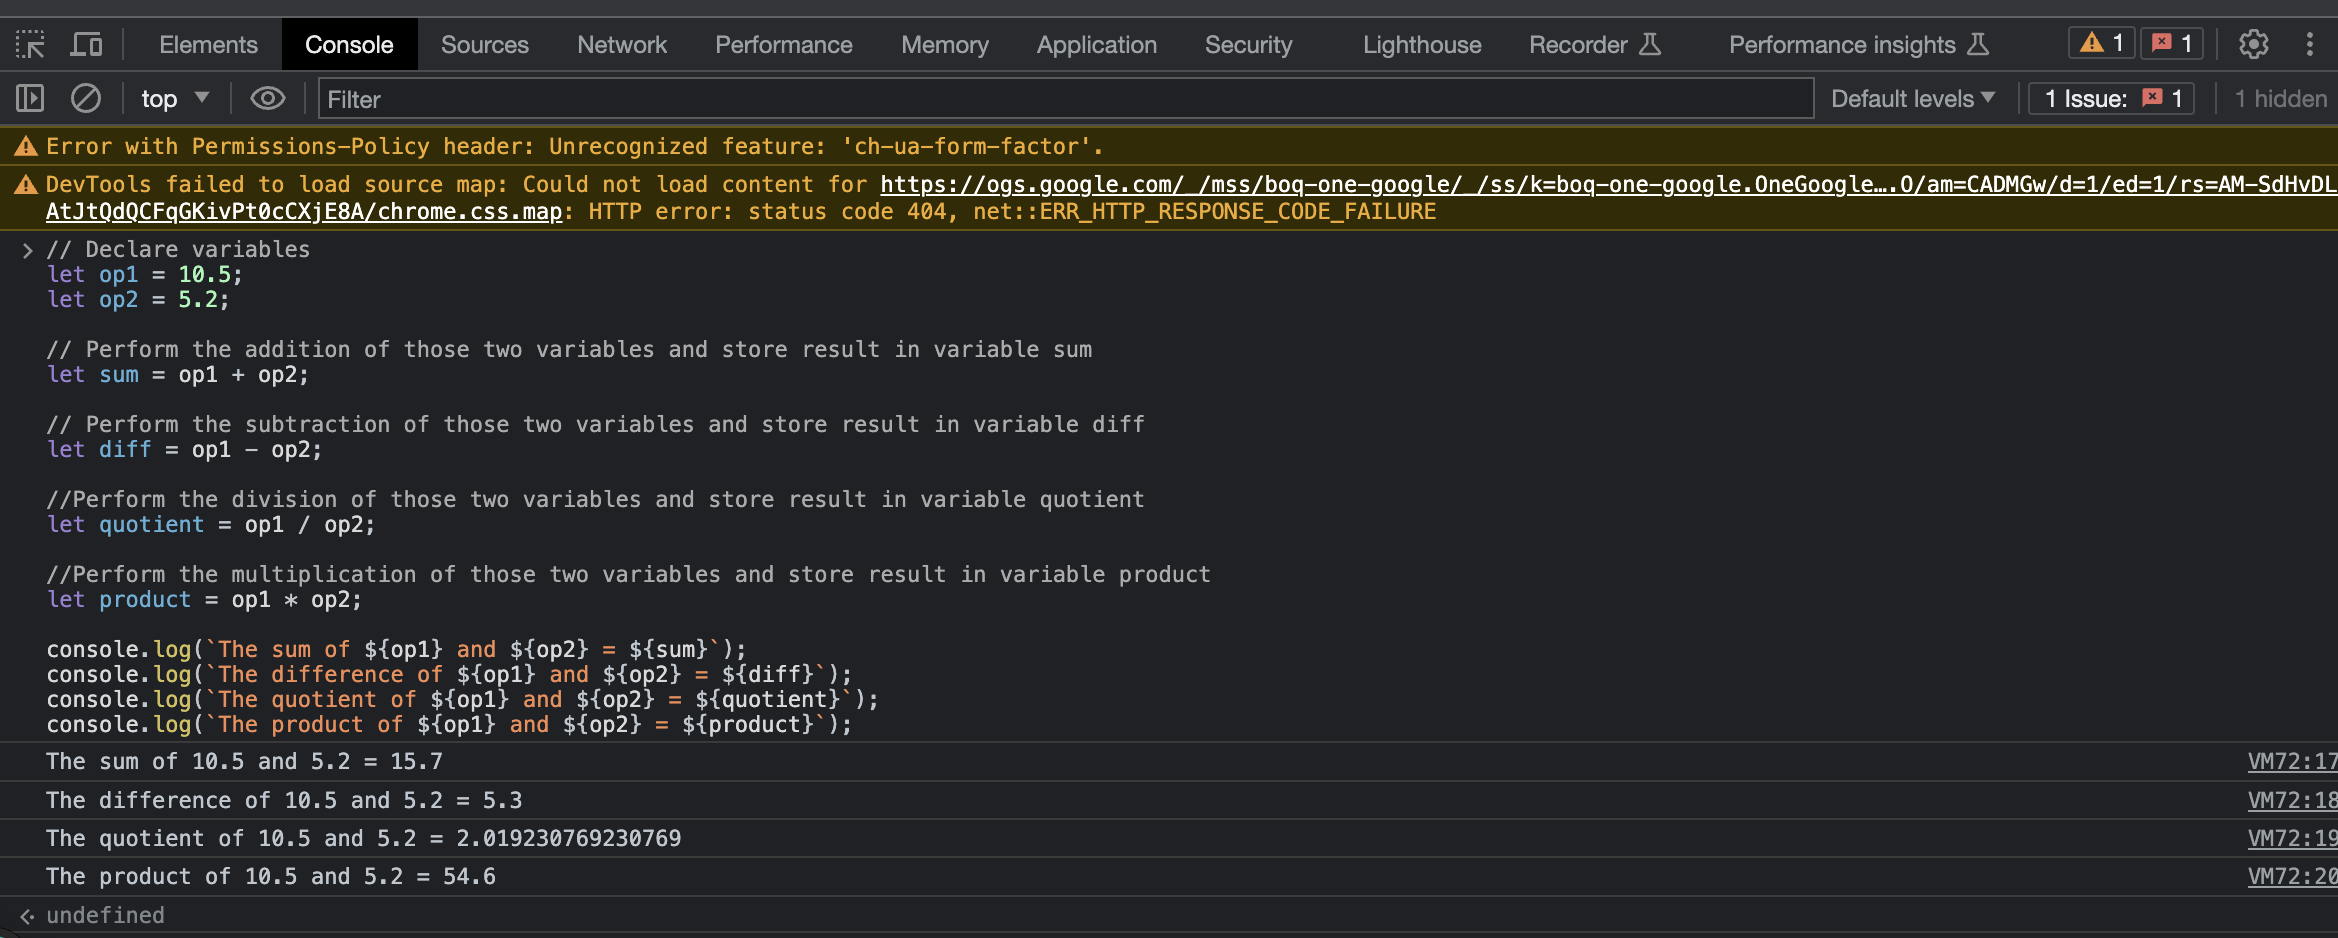 Elements Console Sources Network Performance Memory Application Security Lighthouse Recorder Performance insights 1 1
top Filter Default levels 1 Issue: 1 1 hidden
Error with Permissions-Policy header: Unrecognized feature: 'ch-ua-form-factor'.
DevTools failed to load source map: Could not load content for https://ogs.google.com/_/mss/boq-one-google/_/ss/k=boq-one-google.OneGoogle….O/am=CADMGw/d=1/ed=1/rs=AM-SdHvDL
AtJtQdQCFqGKivPt0cCXjE8A/chrome.css.map: HTTP error: status code 404, net::ERR_HTTP_RESPONSE_CODE_FAILURE
> // Declare variables
let op1 = 10.5;
let op2 = 5.2;
// Perform the addition of those two variables and store result in variable sum
let sum = op1 + op2;
// Perform the subtraction of those two variables and store result in variable diff
let diff = op1 - op2;
//Perform the division of those two variables and store result in variable quotient
let quotient = op1 / op2;
//Perform the multiplication of those two variables and store result in variable product
let product = op1 * op2;
console.log(`The sum of ${op1} and ${op2} = ${sum}`);
console.log(`The difference of ${op1} and ${op2} = ${diff}`);
console.log(`The quotient of ${op1} and ${op2} = ${quotient}`);
console.log(`The product of ${op1} and ${op2} = ${product}`);
The sum of 10.5 and 5.2 = 15.7 VM72:17
The difference of 10.5 and 5.2 = 5.3 VM72:18
The quotient of 10.5 and 5.2 = 2.019230769230769 VM72:19
The product of 10.5 and 5.2 = 54.6 VM72:20
undefined